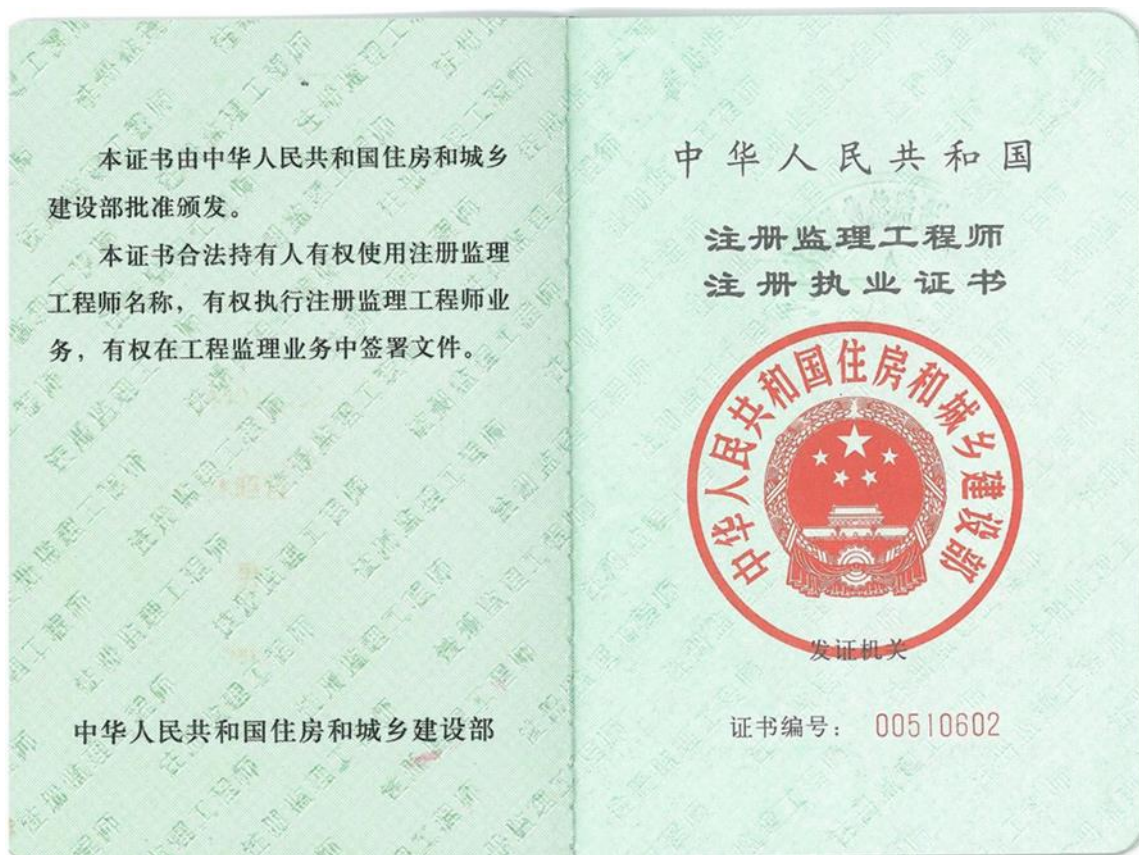 本证书由中华人民共和国住房和城乡
建设部批准颁发。
本证书合法持有人有权使用注册监理
工程师名称，有权执行注册监理工程师业
务，有权在工程监理业务中签署文件。
中华人民共和国住房和城乡建设部
中华人民共和国
注册监理工程师
注册执业证书
中华人民共和国住房和城乡建设部
发证机关
证书编号： 00510602